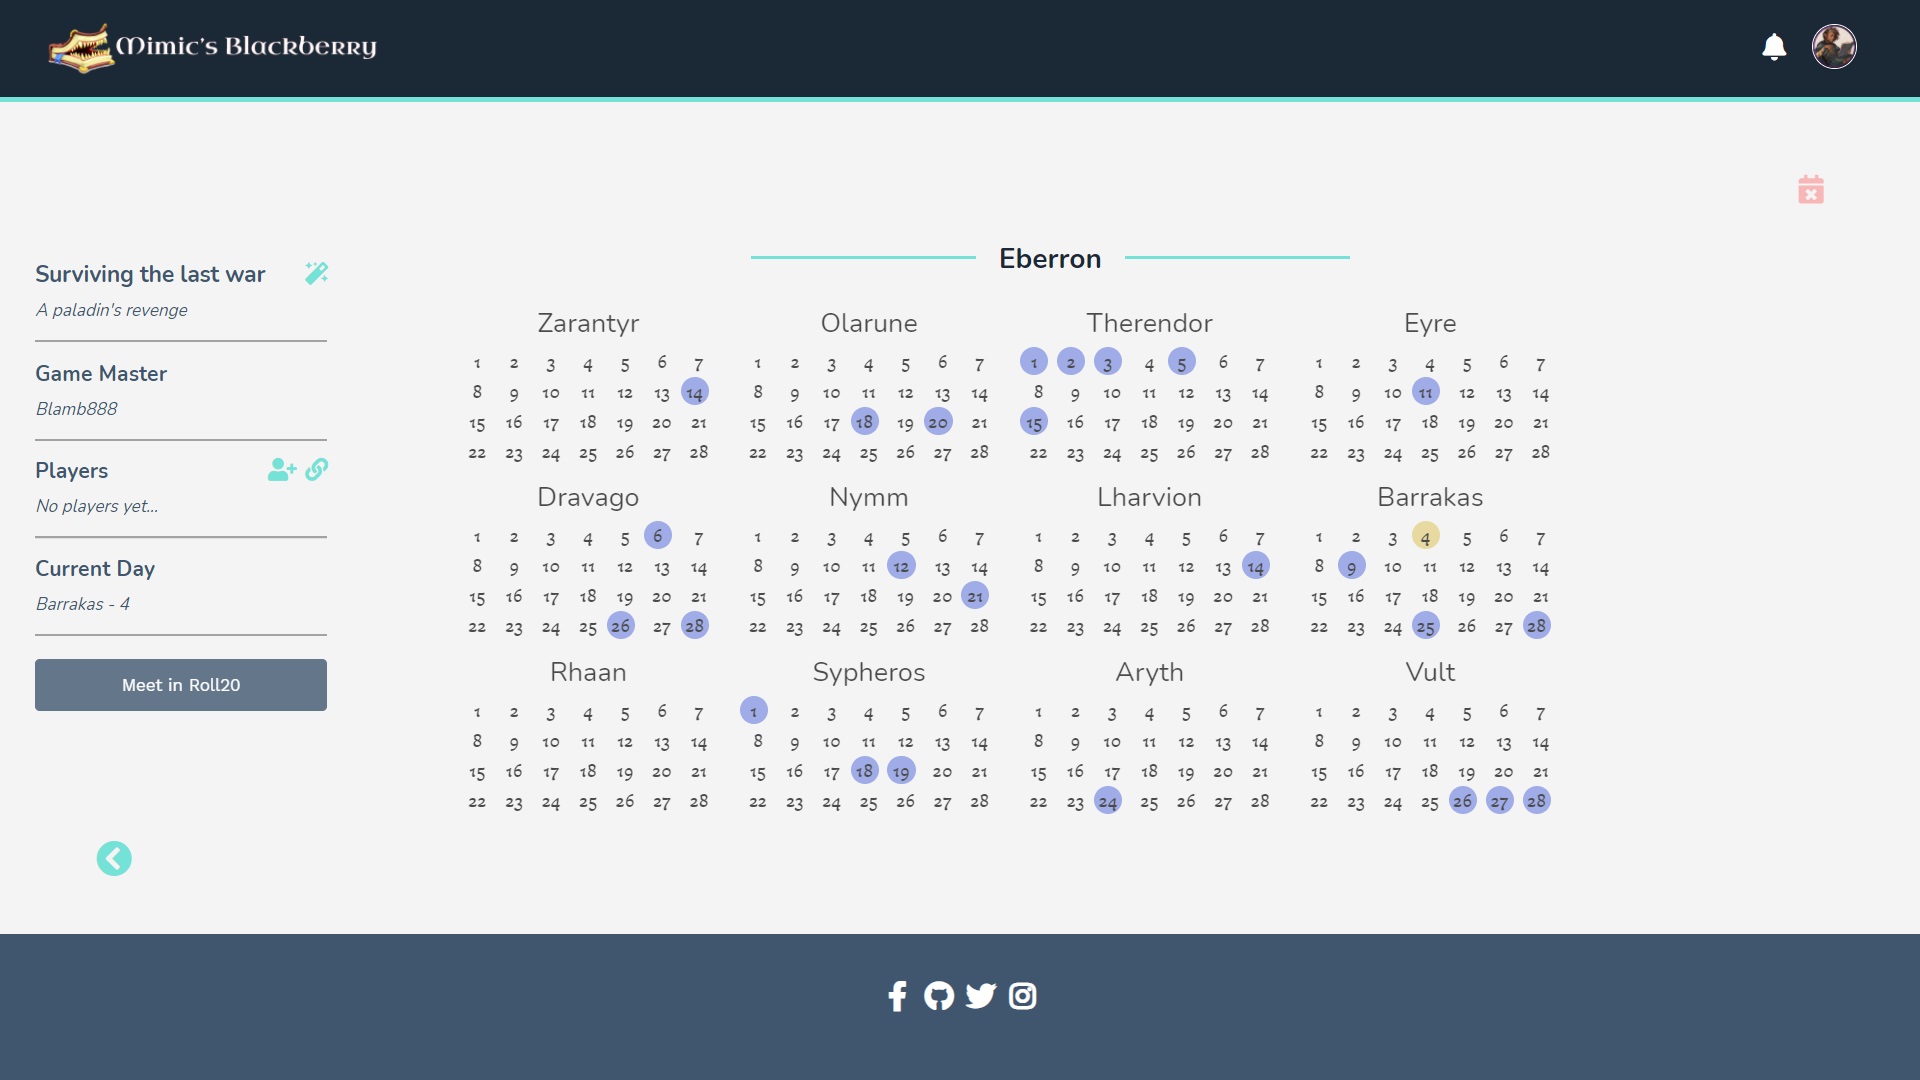 Mimic's Blackberry
Surviving the last war
A paladin's revenge
Game Master
Blamb888
Players
No players yet...
Current Day
Barrakas - 4
Meet in Roll20
Eberron
Zarantyr
1 2 3 4 5 6 7
8 9 10 11 12 13 14
15 16 17 18 19 20 21
22 23 24 25 26 27 28
Olarune
1 2 3 4 5 6 7
8 9 10 11 12 13 14
15 16 17 18 19 20 21
22 23 24 25 26 27 28
Therendor
1 2 3 4 5 6 7
8 9 10 11 12 13 14
15 16 17 18 19 20 21
22 23 24 25 26 27 28
Eyre
1 2 3 4 5 6 7
8 9 10 11 12 13 14
15 16 17 18 19 20 21
22 23 24 25 26 27 28
Dravago
1 2 3 4 5 6 7
8 9 10 11 12 13 14
15 16 17 18 19 20 21
22 23 24 25 26 27 28
Nymm
1 2 3 4 5 6 7
8 9 10 11 12 13 14
15 16 17 18 19 20 21
22 23 24 25 26 27 28
Lharvion
1 2 3 4 5 6 7
8 9 10 11 12 13 14
15 16 17 18 19 20 21
22 23 24 25 26 27 28
Barrakas
1 2 3 4 5 6 7
8 9 10 11 12 13 14
15 16 17 18 19 20 21
22 23 24 25 26 27 28
Rhaan
1 2 3 4 5 6 7
8 9 10 11 12 13 14
15 16 17 18 19 20 21
22 23 24 25 26 27 28
Sypheros
1 2 3 4 5 6 7
8 9 10 11 12 13 14
15 16 17 18 19 20 21
22 23 24 25 26 27 28
Aryth
1 2 3 4 5 6 7
8 9 10 11 12 13 14
15 16 17 18 19 20 21
22 23 24 25 26 27 28
Vult
1 2 3 4 5 6 7
8 9 10 11 12 13 14
15 16 17 18 19 20 21
22 23 24 25 26 27 28